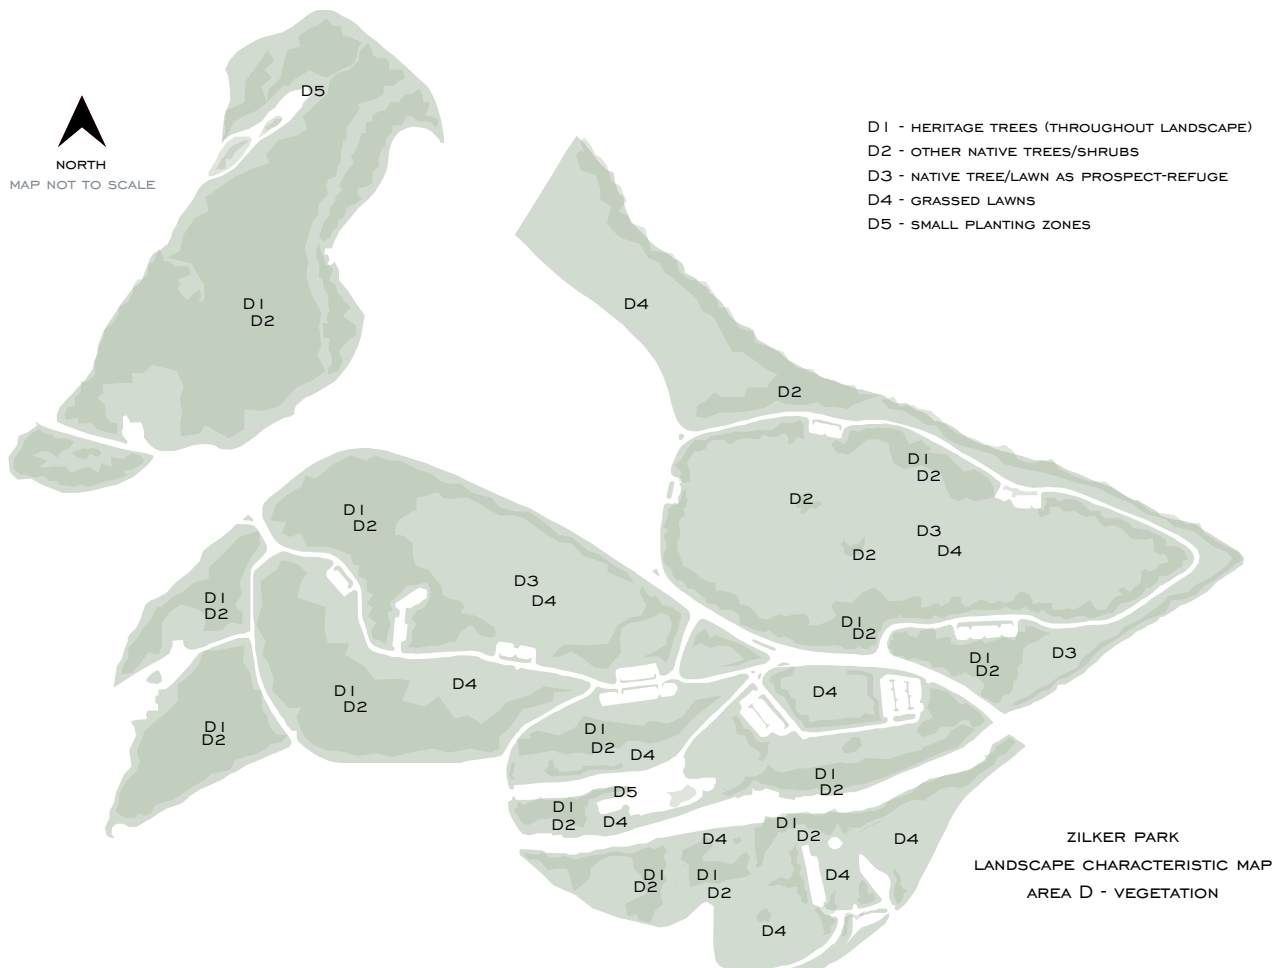 D5
NORTH
MAP NOT TO SCALE
D1 - HERITAGE TREES (THROUGHOUT LANDSCAPE)
D2 - OTHER NATIVE TREES/SHRUBS
D3 - NATIVE TREE/LAWN AS PROSPECT-REFUGE
D4 - GRASSED LAWNS
D5 - SMALL PLANTING ZONES
D1
D2
D4
D2
D1
D2
D2
D3
D4
D2
D1
D2
D1
D2
D3
D1
D2
D3
D4
D1
D2
D1
D2
D4
D4
D1
D2
D1
D2
D4
D1
D2
D5
D1
D2
D4
D1
D2
D4
D4
D1
D2
D1
D2
D4
D4
ZILKER PARK
LANDSCAPE CHARACTERISTIC MAP
AREA D - VEGETATION